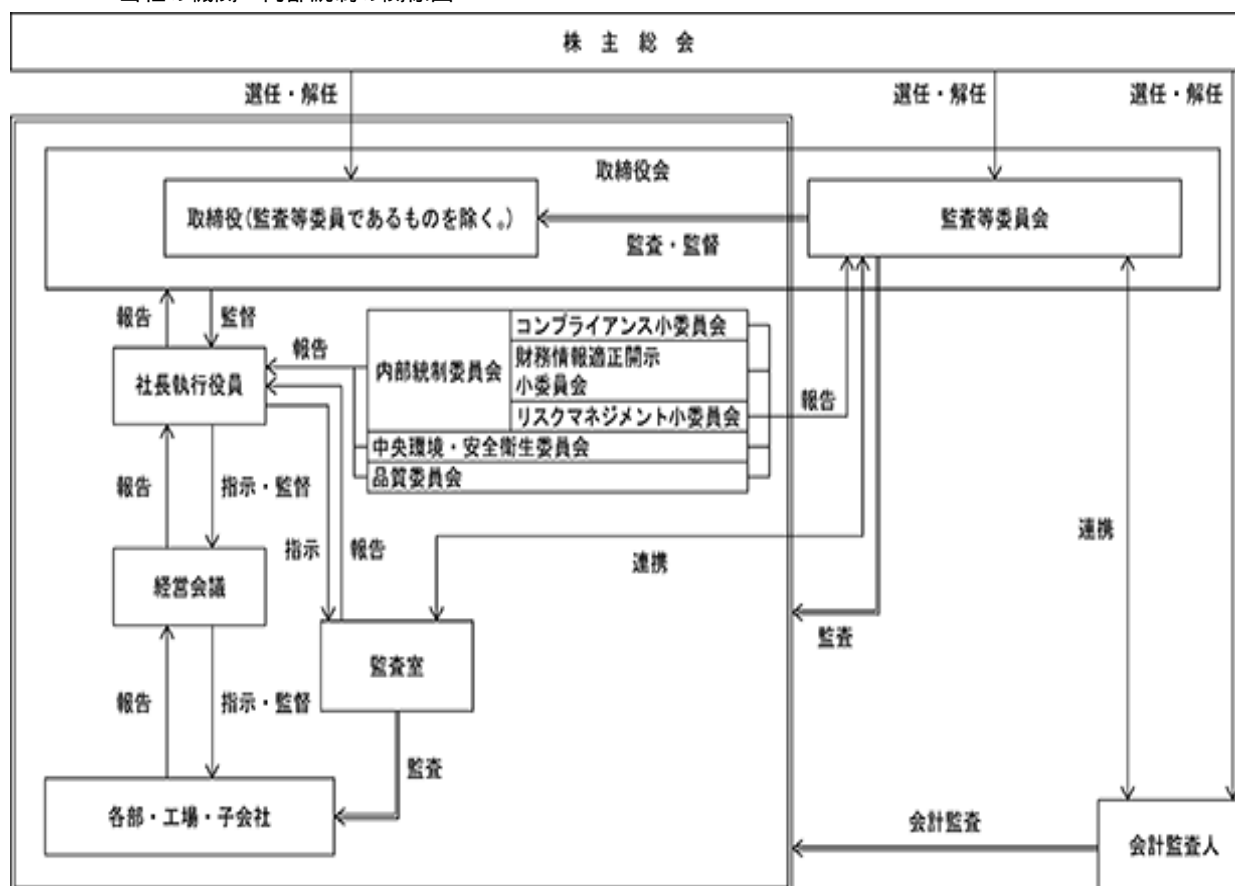 株主総会
選任・解任
選任・解任
選任・解任
取締役会
取締役(監査等委員であるものを除く。)
監査等委員会
監査・監督
報告
監督
報告
内部統制委員会
コンプライアンス小委員会
財務情報適正開示
小委員会
リスクマネジメント小委員会
中央環境・安全衛生委員会
品質委員会
報告
社長執行役員
報告
指示・監督
指示
報告
連携
連携
経営会議
監査室
監査
報告
指示・監督
監査
各部・工場・子会社
会計監査
会計監査人